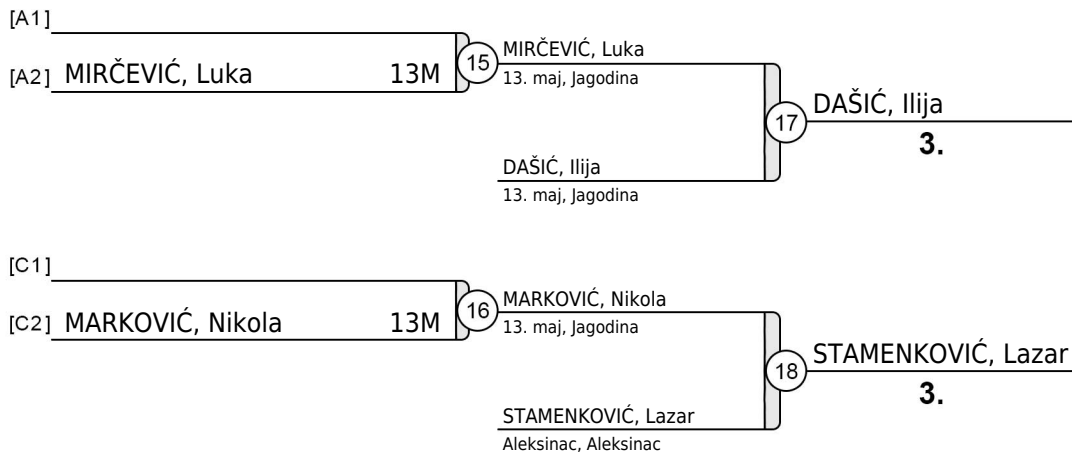 [A1]
[A2] MIRČEVIĆ, Luka 13M
15
MIRČEVIĆ, Luka
13. maj, Jagodina
17
DAŠIĆ, Ilija
3.
DAŠIĆ, Ilija
13. maj, Jagodina
[C1]
[C2] MARKOVIĆ, Nikola 13M
16
MARKOVIĆ, Nikola
13. maj, Jagodina
18
STAMENKOVIĆ, Lazar
3.
STAMENKOVIĆ, Lazar
Aleksinac, Aleksinac